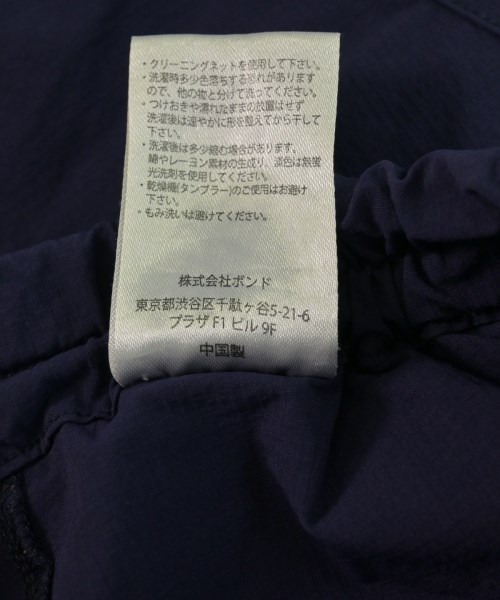 ・クリーニングネットを使用して下さい。
・洗濯時多少色落ちする恐れがあります
ので、他の物と分けて洗ってください。
・つけおきや濡れたままの放置はせず
洗濯後は速やかに形を整えてから干して
下さい。
・洗濯後は多少縮む場合があります。
綿やレーヨン素材の生成り、淡色は無蛍
光洗剤を使用してください。
・乾燥機(タンブラー)のご使用はお避け
下さい。
・もみ洗いは避けてください。
株式会社ボンド
東京都渋谷区千駄ヶ谷5-21-6
プラザ F1 ビル 9F
中国製